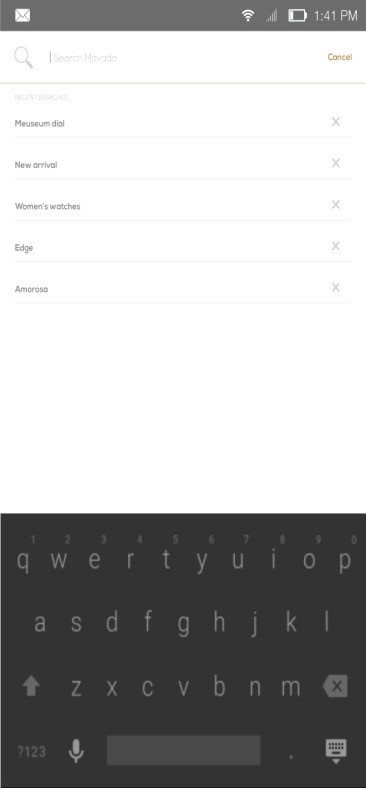 1:41 PM
Search Movado
Cancel
RECENT SEARCHES
Meuseum dial
X
New arrival
X
Women's watches
X
Edge
X
Amorosa
X
1 2 3 4 5 6 7 8 9 0
q w e r t y u i o p
a s d f g h j k l
z x c v b n m
?123 .